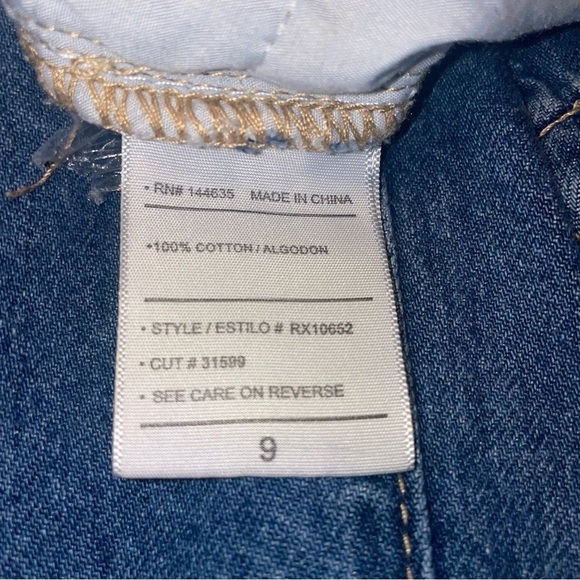 • RN# 144635 MADE IN CHINA
•100% COTTON / ALGODON
• STYLE / ESTILO # RX10652
• CUT # 31599
• SEE CARE ON REVERSE
9